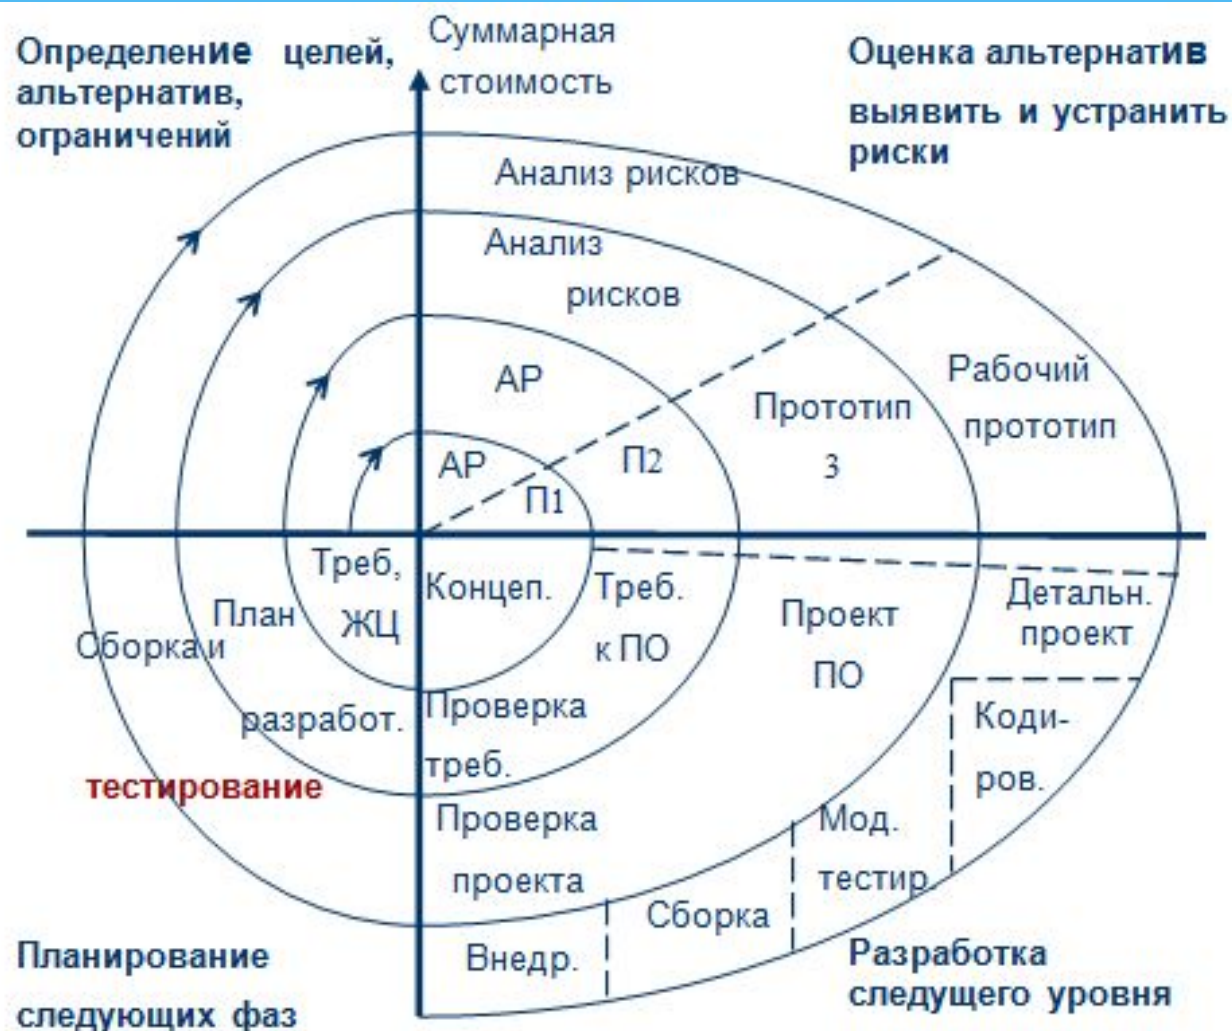 Определение целей,
альтернатив,
ограничений
Суммарная
стоимость
Оценка альтернатив
выявить и устранить
риски
Анализ рисков
Анализ
рисков
АР
АР
П1
П2
Прототип
3
Рабочий
прототип
Треб,
ЖЦ
Концеп.
Треб.
к ПО
Проект
ПО
Детальн.
проект
План
разработ.
Сборка и
тестирование
Проверка
треб.
Проверка
проекта
Коди-
ров.
Мод.
тестир.
Сборка
Внедр.
Планирование
следующих фаз
Разработка
следущего уровня